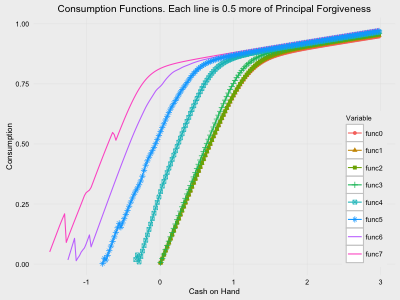 Consumption Functions. Each line is 0.5 more of Principal Forgiveness
1.00
0.75
0.50
0.25
0.00
Consumption
-1
0
1
2
3
Cash on Hand
Variable
func0
func1
func2
func3
func4
func5
func6
func7